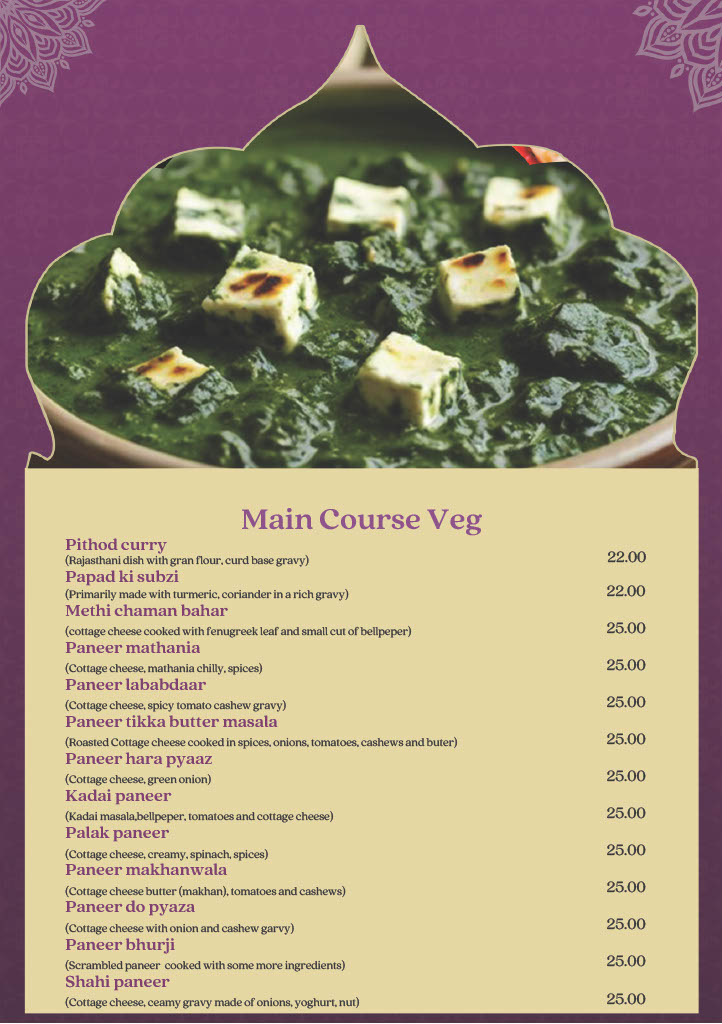 Main Course Veg
Pithod curry
(Rajasthani dish with gran flour, curd base gravy) 22.00
Papad ki subzi
(Primarily made with turmeric, coriander in a rich gravy) 22.00
Methi chaman bahar
(cottage cheese cooked with fenugreek leaf and small cut of bellpeper) 25.00
Paneer mathania
(Cottage cheese, mathania chilly, spices) 25.00
Paneer lababdaar
(Cottage cheese, spicy tomato cashew gravy) 25.00
Paneer tikka butter masala
(Roasted Cottage cheese cooked in spices, onions, tomatoes, cashews and buter) 25.00
Paneer hara pyaaz
(Cottage cheese, green onion) 25.00
Kadai paneer
(Kadai masala,bellpeper, tomatoes and cottage cheese) 25.00
Palak paneer
(Cottage cheese, creamy, spinach, spices) 25.00
Paneer makhanwala
(Cottage cheese butter (makhan), tomatoes and cashews) 25.00
Paneer do pyaza
(Cottage cheese with onion and cashew garvy) 25.00
Paneer bhurji
(Scrambled paneer cooked with some more ingredients) 25.00
Shahi paneer
(Cottage cheese, ceamy gravy made of onions, yoghurt, nut) 25.00